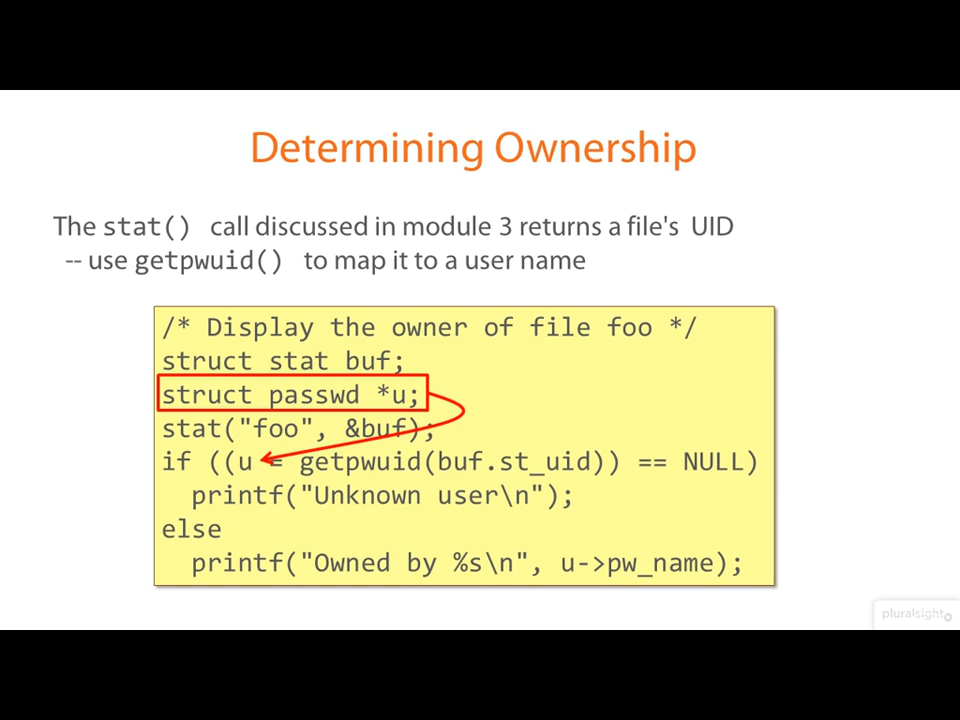 Determining Ownership
The stat() call discussed in module 3 returns a file's UID
-- use getpwuid() to map it to a user name
/* Display the owner of file foo */
struct stat buf;
struct passwd *u;
stat("foo", &buf);
if ((u = getpwuid(buf.st_uid)) == NULL)
  printf("Unknown user\n");
else
  printf("Owned by %s\n", u->pw_name);
pluralsight